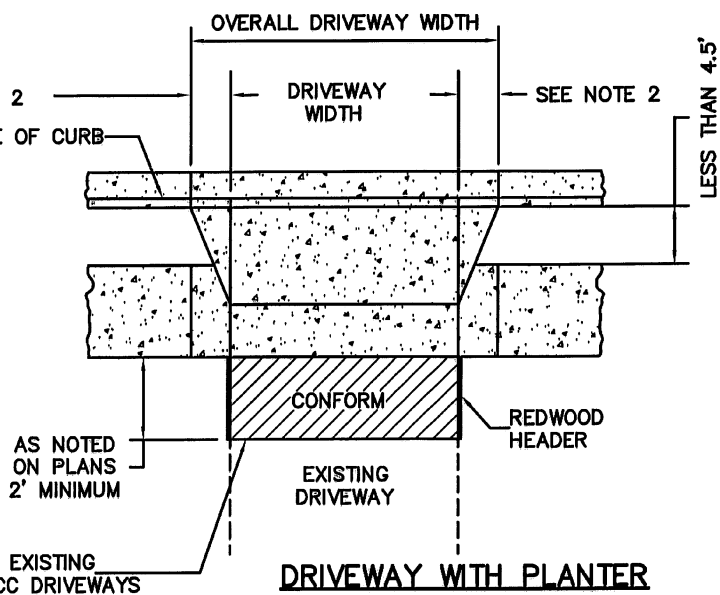 OVERALL DRIVEWAY WIDTH
2
DRIVEWAY
WIDTH
SEE NOTE 2
LESS THAN 4.5'
OF CURB
CONFORM
REDWOOD
HEADER
AS NOTED
ON PLANS
2' MINIMUM
EXISTING
DRIVEWAY
EXISTING
CC DRIVEWAYS
DRIVEWAY WITH PLANTER